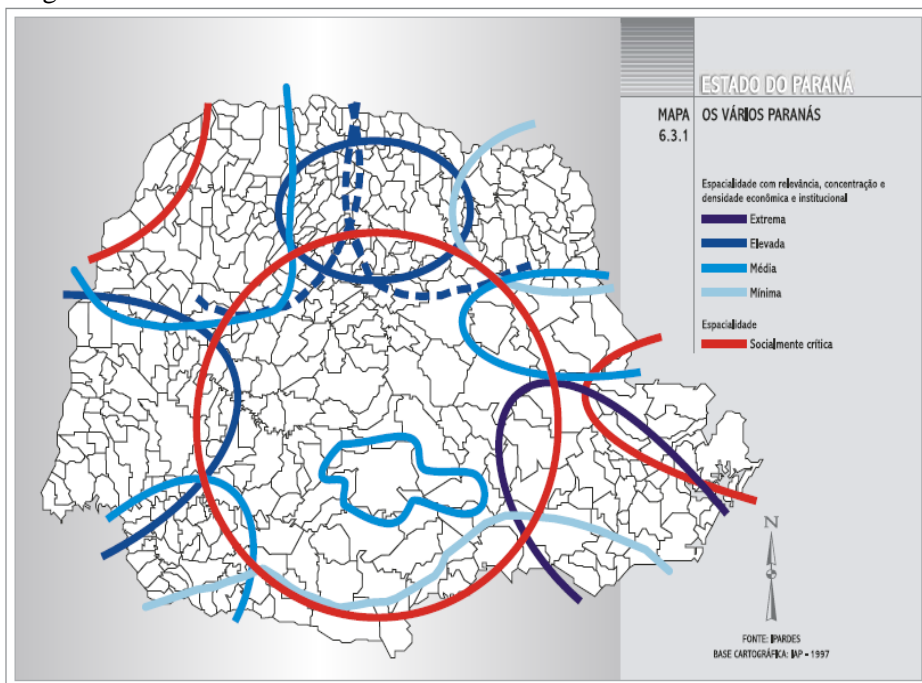 ESTADO DO PARANÁ
MAPA 6.3.1
OS VÁRIOS PARANÁS
Espacialidade com relevância, concentração e
densidade econômica e institucional
Extrema
Elevada
Média
Mínima
Espacialidade
Socialmente crítica
N
FONTE: IPARDES
BASE CARTOGRÁFICA: IAP - 1997